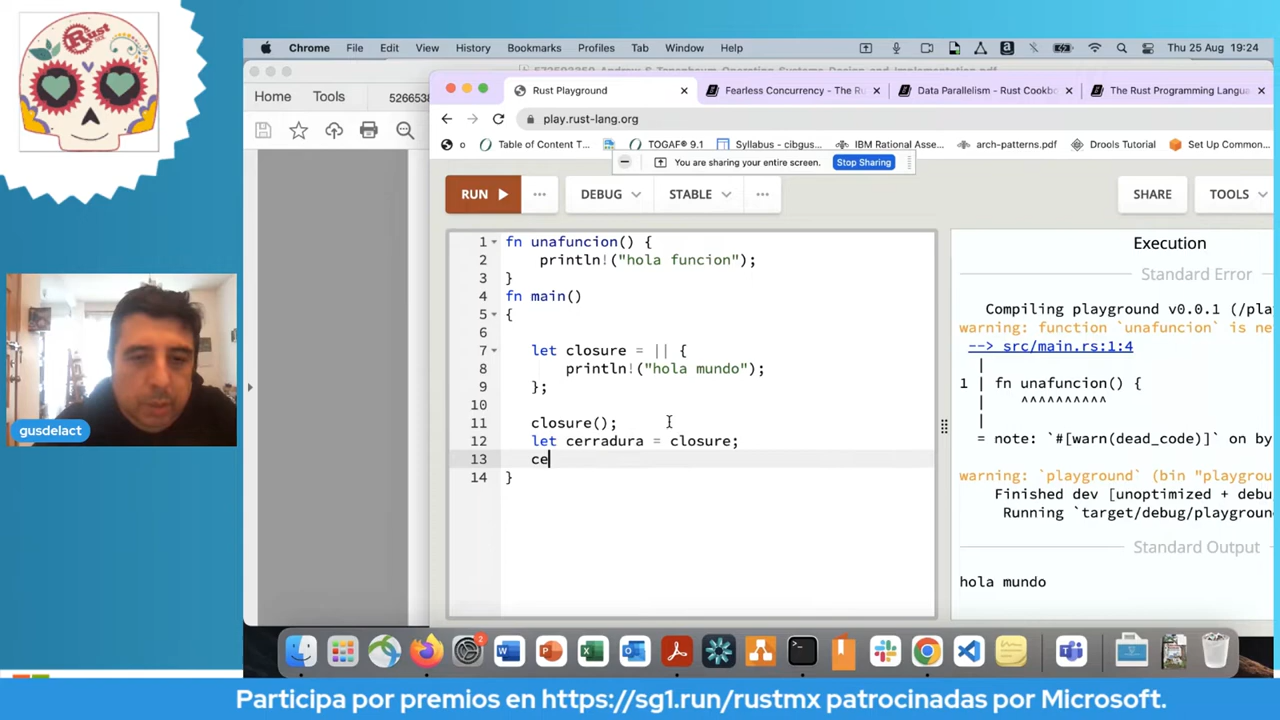 Rust
MX
Chrome File Edit View History Bookmarks Profiles Tab Window Help Thu 25 Aug 19:24
Home Tools 5266538
Rust Playground Fearless Concurrency - The Ru Data Parallelism - Rust Cookbo The Rust Programming Langua
play.rust-lang.org
o Table of Content T... TOGAF® 9.1 Syllabus - cibgus... IBM Rational Asse... arch-patterns.pdf Drools Tutorial Set Up Common...
You are sharing your entire screen. Stop Sharing
RUN DEBUG STABLE SHARE TOOLS
1 fn unafuncion() {
2 println!("hola funcion");
3 }
4 fn main()
5 {
6
7 let closure = || {
8 println!("hola mundo");
9 };
10
11 closure();
12 let cerradura = closure;
13 ce
14 }
Execution
Standard Error
Compiling playground v0.0.1 (/pla
warning: function `unafuncion` is ne
--> src/main.rs:1:4
|
1 | fn unafuncion() {
| ^^^^^^^^^^
|
= note: `#[warn(dead_code)]` on by
warning: `playground` (bin "playgrou
Finished dev [unoptimized + debu
Running `target/debug/playgroun
Standard Output
hola mundo
gusdelact
2
Participa por premios en https://sg1.run/rustmx patrocinadas por Microsoft.